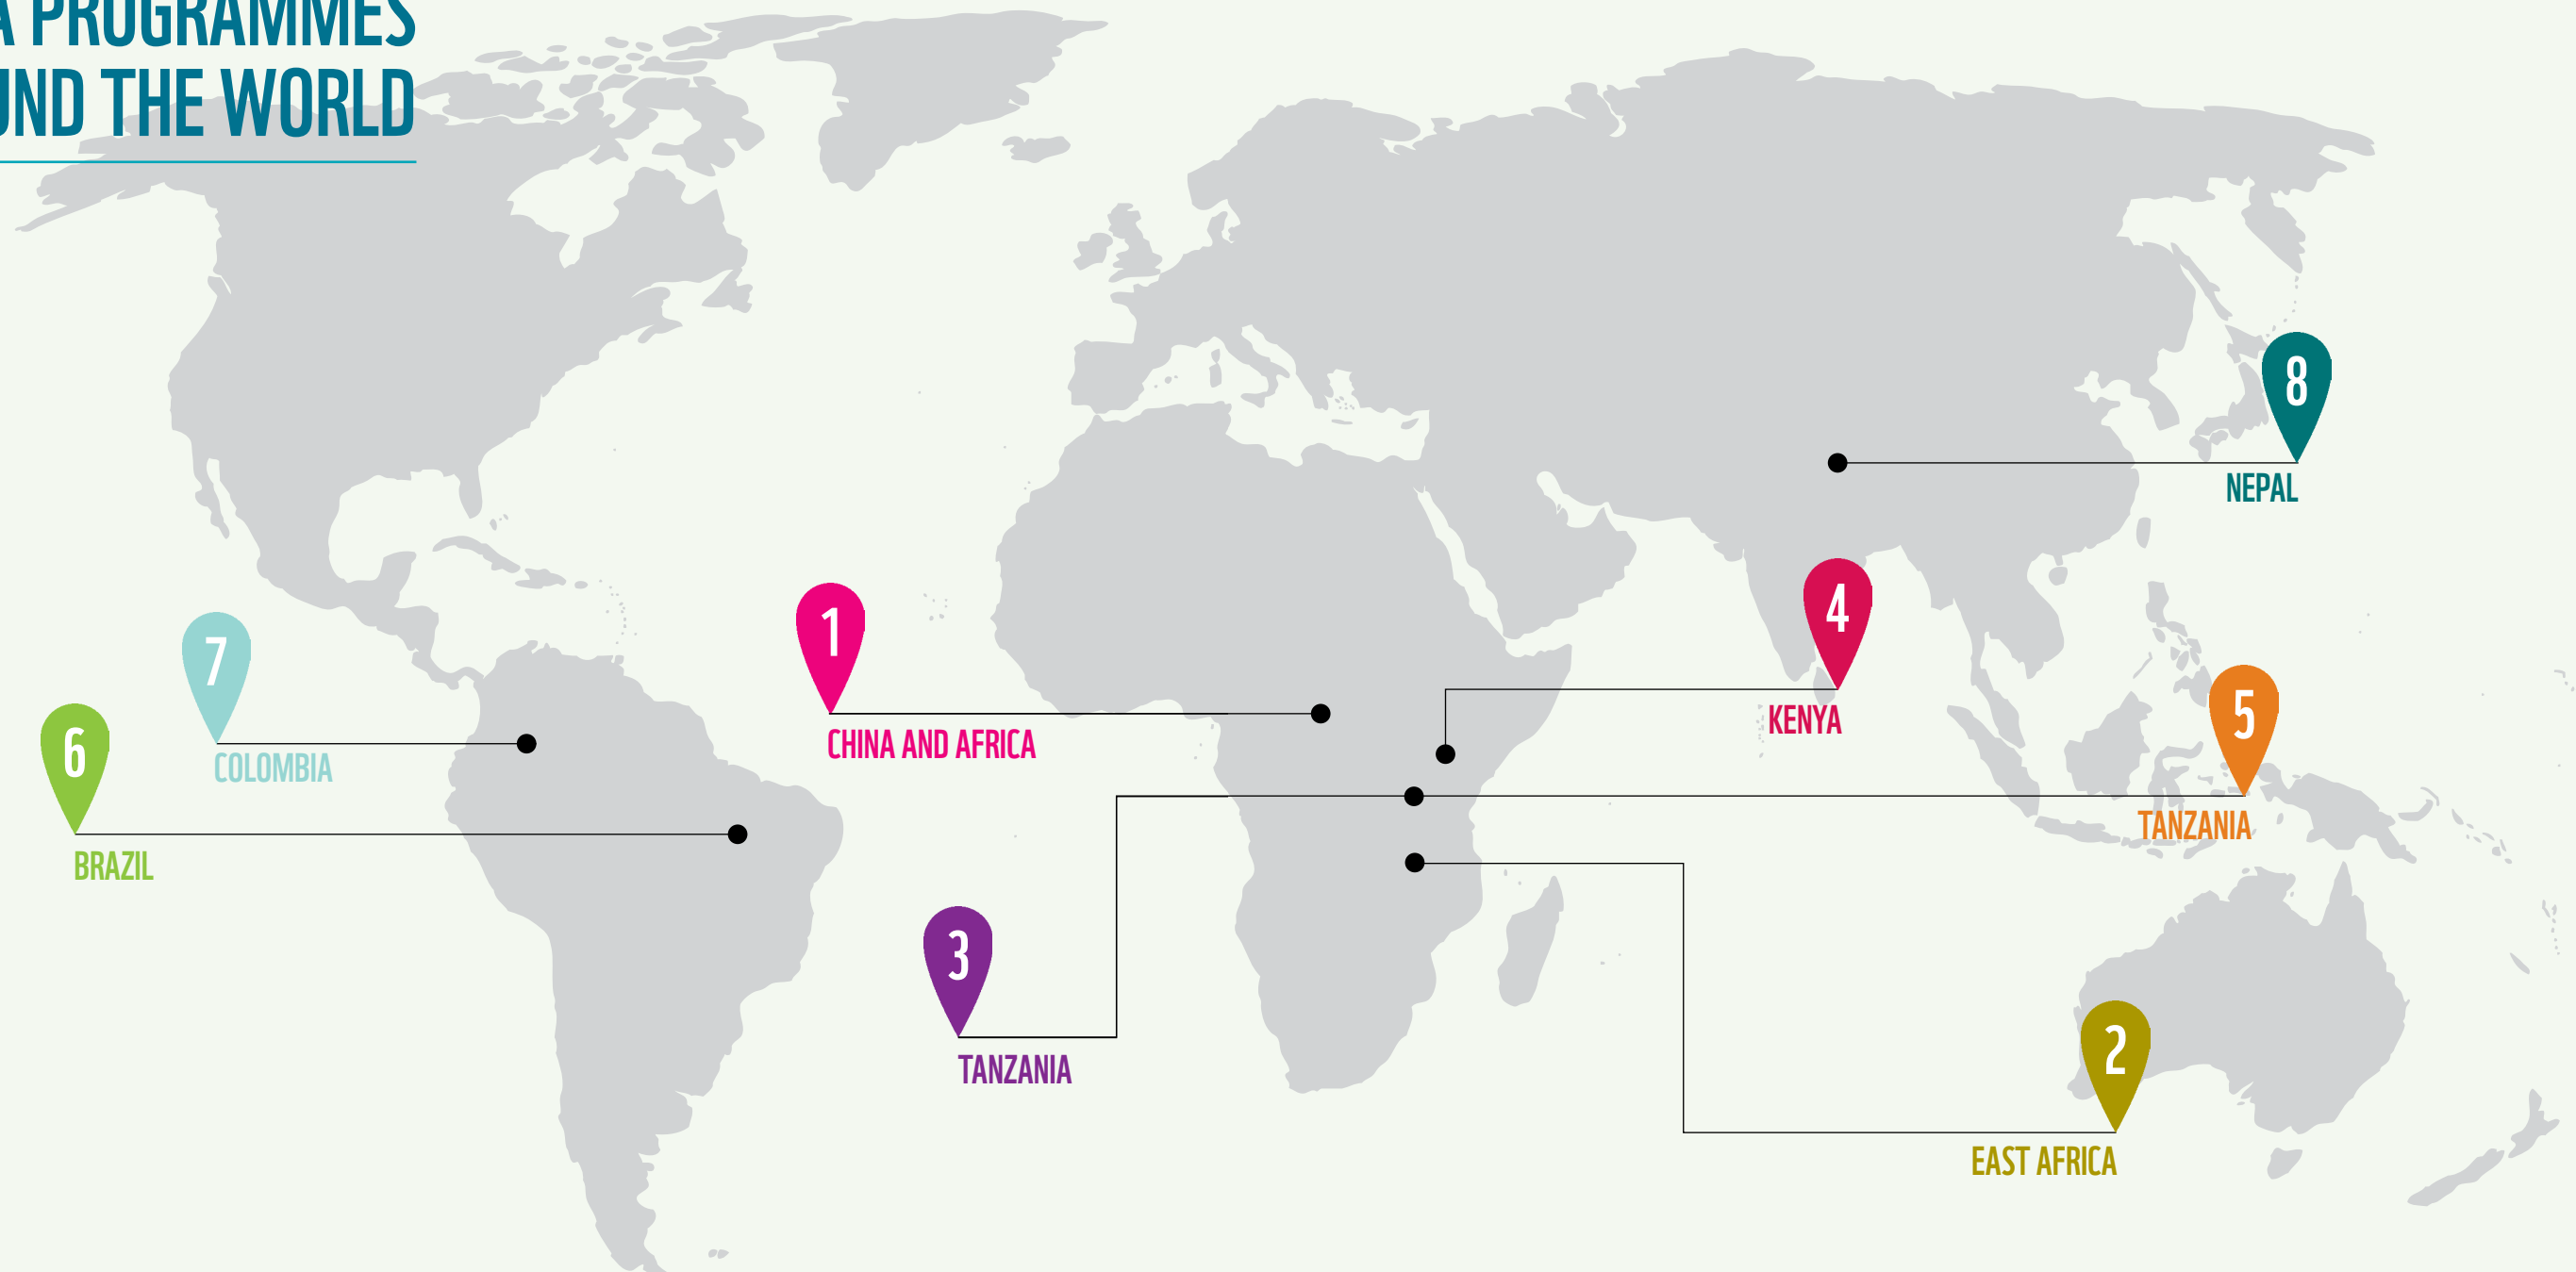 A PROGRAMMES
UND THE WORLD
8
NEPAL
4
KENYA
1
CHINA AND AFRICA
7
COLOMBIA
5
TANZANIA
6
BRAZIL
3
TANZANIA
2
EAST AFRICA